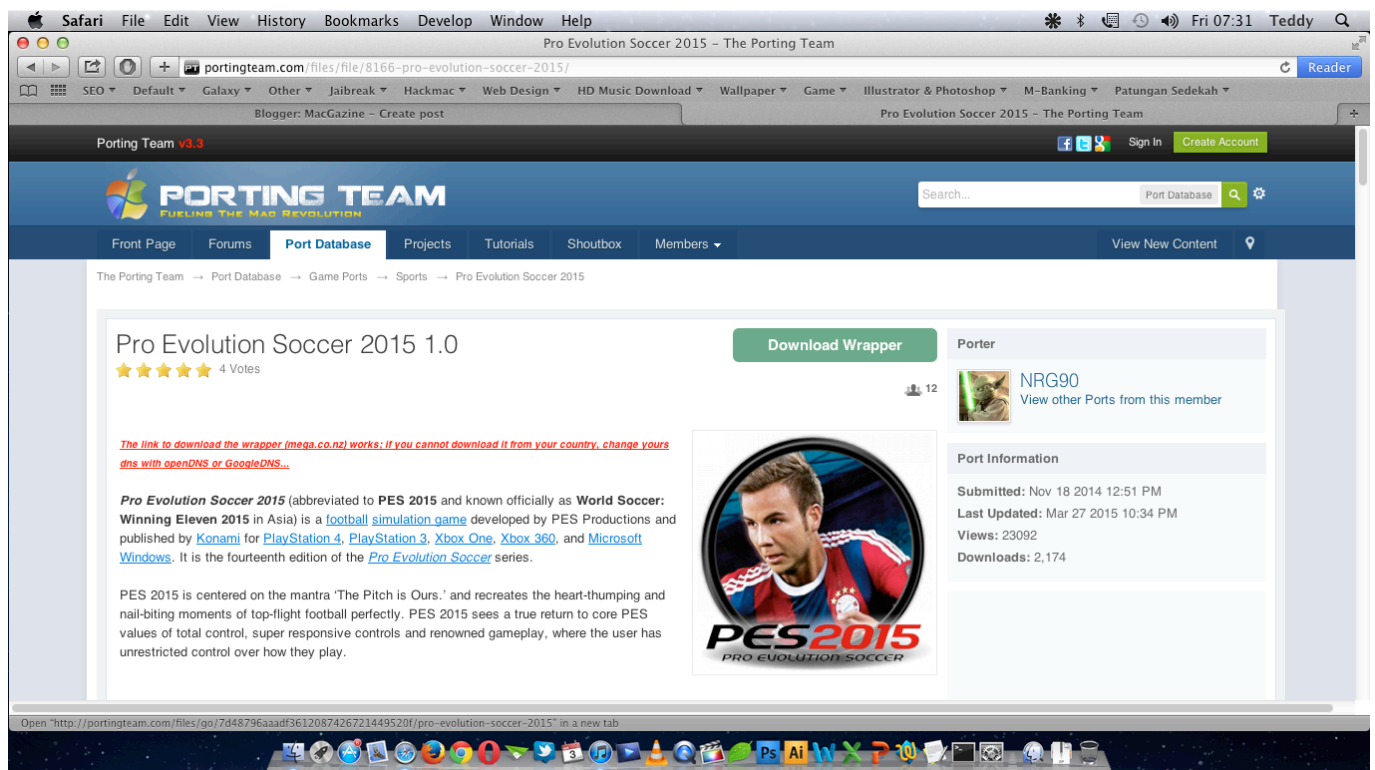 Safari File Edit View History Bookmarks Develop Window Help Fri 07:31 Teddy
Pro Evolution Soccer 2015 – The Porting Team
portingteam.com/files/file/8166-pro-evolution-soccer-2015/ Reader
SEO Default Galaxy Other Jaibreak Hackmac Web Design HD Music Download Wallpaper Game Illustrator & Photoshop M-Banking Patungan Sedekah
Blogger: MacGazine – Create post Pro Evolution Soccer 2015 – The Porting Team
Porting Team v3.3 Sign In Create Account
PORTING TEAM
FUELING THE MAC REVOLUTION
Search... Port Database
Front Page Forums Port Database Projects Tutorials Shoutbox Members View New Content
The Porting Team → Port Database → Game Ports → Sports → Pro Evolution Soccer 2015
Pro Evolution Soccer 2015 1.0
4 Votes
Download Wrapper
12
The link to download the wrapper (mega.co.nz) works; if you cannot download it from your country, change yours
dns with openDNS or GoogleDNS...
Pro Evolution Soccer 2015 (abbreviated to PES 2015 and known officially as World Soccer:
Winning Eleven 2015 in Asia) is a football simulation game developed by PES Productions and
published by Konami for PlayStation 4, PlayStation 3, Xbox One, Xbox 360, and Microsoft
Windows. It is the fourteenth edition of the Pro Evolution Soccer series.
PES 2015 is centered on the mantra ‘The Pitch is Ours.’ and recreates the heart-thumping and
nail-biting moments of top-flight football perfectly. PES 2015 sees a true return to core PES
values of total control, super responsive controls and renowned gameplay, where the user has
unrestricted control over how they play.
PES2015
PRO EVOLUTION SOCCER
Porter
NRG90
View other Ports from this member
Port Information
Submitted: Nov 18 2014 12:51 PM
Last Updated: Mar 27 2015 10:34 PM
Views: 23092
Downloads: 2,174
Open "http://portingteam.com/files/go/7d48796aaadf3612087426721449520f/pro-evolution-soccer-2015" in a new tab
3 Ps Ai